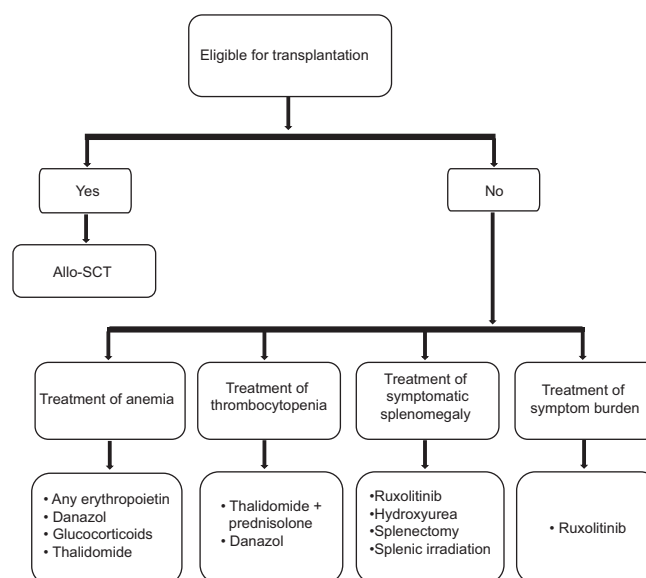 Eligible for transplantation
Yes
No
Allo-SCT
Treatment of anemia
Treatment of
thrombocytopenia
Treatment of
symptomatic
splenomegaly
Treatment of
symptom burden
• Any erythropoietin
• Danazol
• Glucocorticoids
• Thalidomide
• Thalidomide +
prednisolone
• Danazol
•Ruxolitinib
•Hydroxyurea
•Splenectomy
•Splenic irradiation
• Ruxolitinib